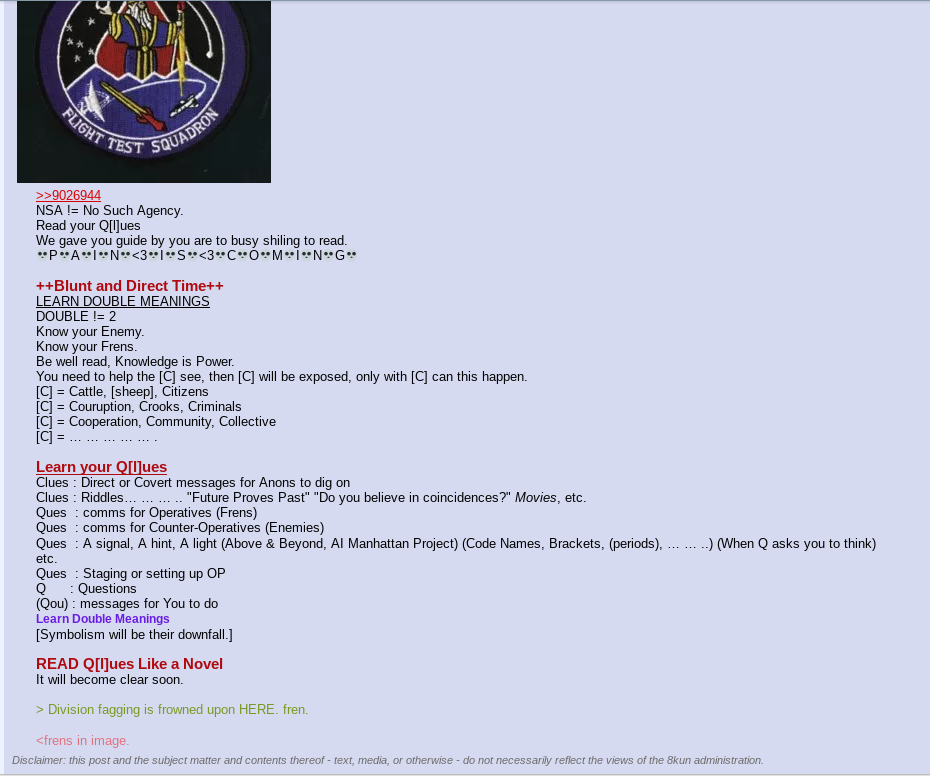 FLIGHT TEST SQUADRON
>>9026944
NSA != No Such Agency.
Read your Q[l]ues
We gave you guide by you are to busy shiling to read.
💀P💀A💀I💀N💀<3💀I💀S💀<3💀C💀O💀M💀I💀N💀G💀
++Blunt and Direct Time++
LEARN DOUBLE MEANINGS
DOUBLE != 2
Know your Enemy.
Know your Frens.
Be well read, Knowledge is Power.
You need to help the [C] see, then [C] will be exposed, only with [C] can this happen.
[C] = Cattle, [sheep], Citizens
[C] = Couruption, Crooks, Criminals
[C] = Cooperation, Community, Collective
[C] = … … … … … .
Learn your Q[l]ues
Clues : Direct or Covert messages for Anons to dig on
Clues : Riddles… … … .. "Future Proves Past" "Do you believe in coincidences?" Movies, etc.
Ques  : comms for Operatives (Frens)
Ques  : comms for Counter-Operatives (Enemies)
Ques  : A signal, A hint, A light (Above & Beyond, AI Manhattan Project) (Code Names, Brackets, (periods), … … ..) (When Q asks you to think)
etc.
Ques  : Staging or setting up OP
Q      : Questions
(Qou) : messages for You to do
Learn Double Meanings
[Symbolism will be their downfall.]
READ Q[l]ues Like a Novel
It will become clear soon.
> Division fagging is frowned upon HERE. fren.
<frens in image.
Disclaimer: this post and the subject matter and contents thereof - text, media, or otherwise - do not necessarily reflect the views of the 8kun administration.